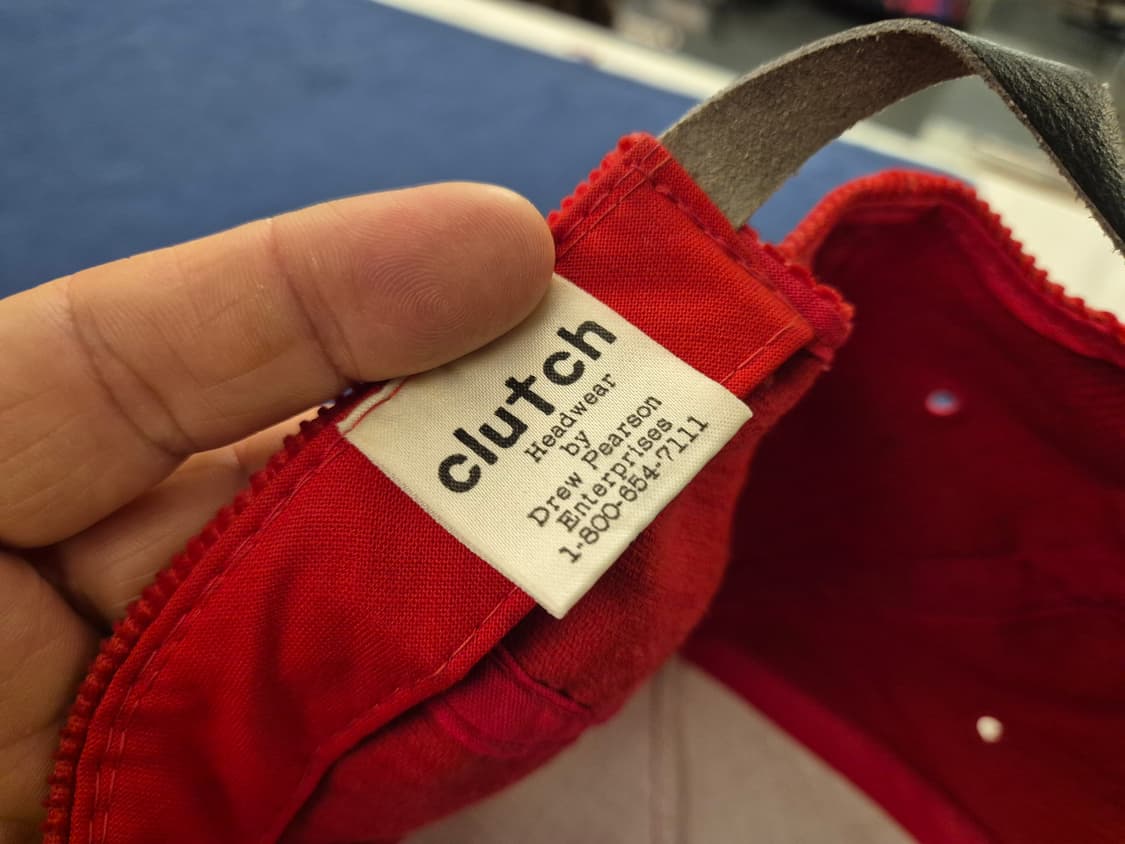 clutch
Headwear
by
Drew Pearson
Enterprises
1-800-654-7111